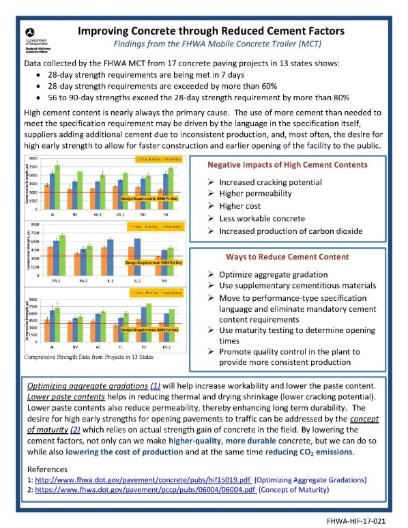 Improving Concrete through Reduced Cement Factors
Findings from the FHWA Mobile Concrete Trailer (MCT)
Data collected by the FHWA MCT from 17 concrete paving projects in 13 states shows:
• 28-day strength requirements are being met in 7 days
• 28-day strength requirements are exceeded by more than 60%
• 56 to 90-day strengths exceed the 28-day strength requirement by more than 80%
High cement content is nearly always the primary cause. The use of more cement than needed to
meet the specification requirement may be driven by the language in the specification itself,
suppliers adding additional cement due to inconsistent production, and, most often, the desire for
high early strength to allow for faster construction and earlier opening of the facility to the public.
Compressive Strength Data from Projects in 13 States
Negative Impacts of High Cement Contents
➢ Increased cracking potential
➢ Higher permeability
➢ Higher cost
➢ Less workable concrete
➢ Increased production of carbon dioxide
Ways to Reduce Cement Content
➢ Optimize aggregate gradation
➢ Use supplementary cementitious materials
➢ Move to performance-type specification
language and eliminate mandatory cement
content requirements
➢ Use maturity testing to determine opening
times
➢ Promote quality control in the plant to
provide more consistent production
Optimizing aggregate gradations (1) will help increase workability and lower the paste content.
Lower paste contents helps in reducing thermal and drying shrinkage (lower cracking potential).
Lower paste contents also reduce permeability, thereby enhancing long term durability. The
desire for high early strengths for opening pavements to traffic can be addressed by the concept
of maturity (2) which relies on actual strength gain of concrete in the field. By lowering the
cement factors, not only can we make higher-quality, more durable concrete, but we can do so
while also lowering the cost of production and at the same time reducing CO2 emissions.
References
1: http://www.fhwa.dot.gov/pavement/concrete/pubs/hif15019.pdf (Optimizing Aggregate Gradations)
2: https://www.fhwa.dot.gov/pavement/pccp/pubs/06004/06004.pdf (Concept of Maturity)
FHWA-HIF-17-021